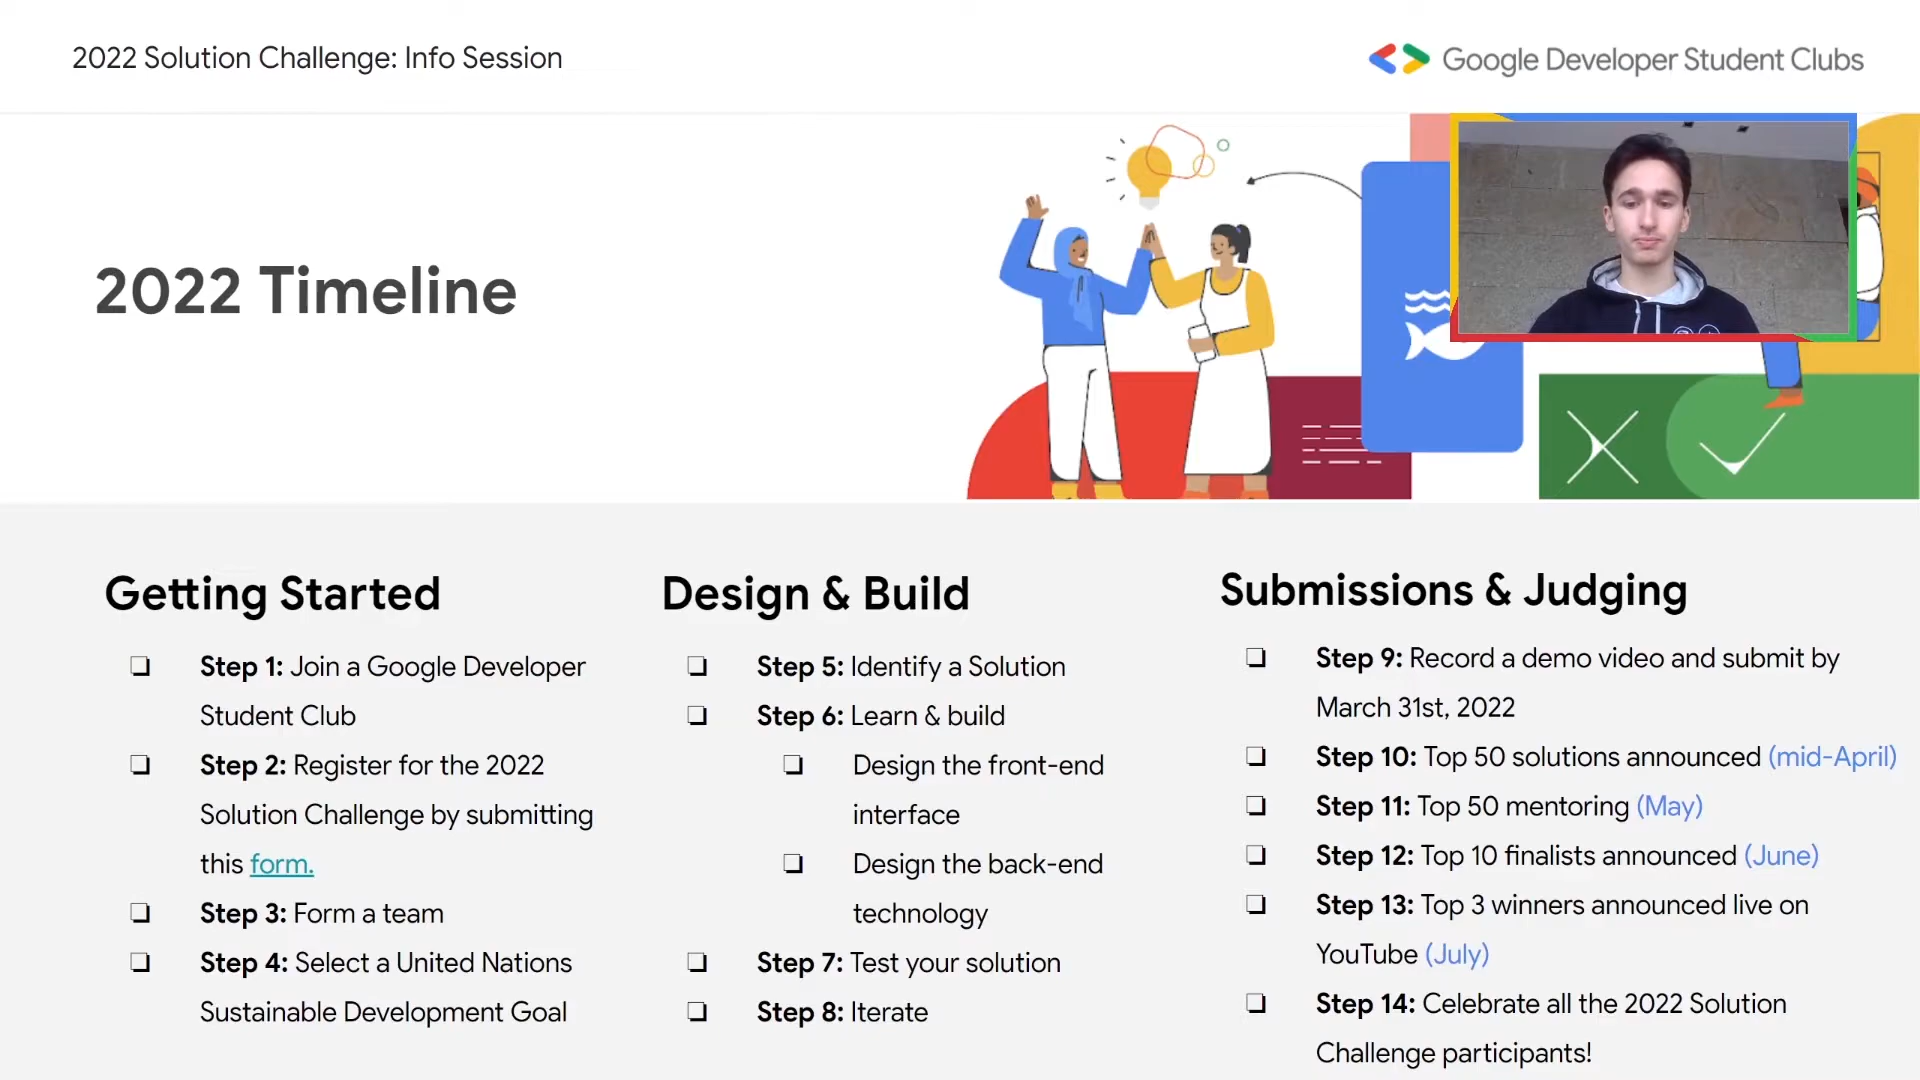 2022 Solution Challenge: Info Session
Google Developer Student Clubs
2022 Timeline
Getting Started
❏ Step 1: Join a Google Developer
Student Club
❏ Step 2: Register for the 2022
Solution Challenge by submitting
this form.
❏ Step 3: Form a team
❏ Step 4: Select a United Nations
Sustainable Development Goal
Design & Build
❏ Step 5: Identify a Solution
❏ Step 6: Learn & build
❏ Design the front-end
interface
❏ Design the back-end
technology
❏ Step 7: Test your solution
❏ Step 8: Iterate
Submissions & Judging
❏ Step 9: Record a demo video and submit by
March 31st, 2022
❏ Step 10: Top 50 solutions announced (mid-April)
❏ Step 11: Top 50 mentoring (May)
❏ Step 12: Top 10 finalists announced (June)
❏ Step 13: Top 3 winners announced live on
YouTube (July)
❏ Step 14: Celebrate all the 2022 Solution
Challenge participants!